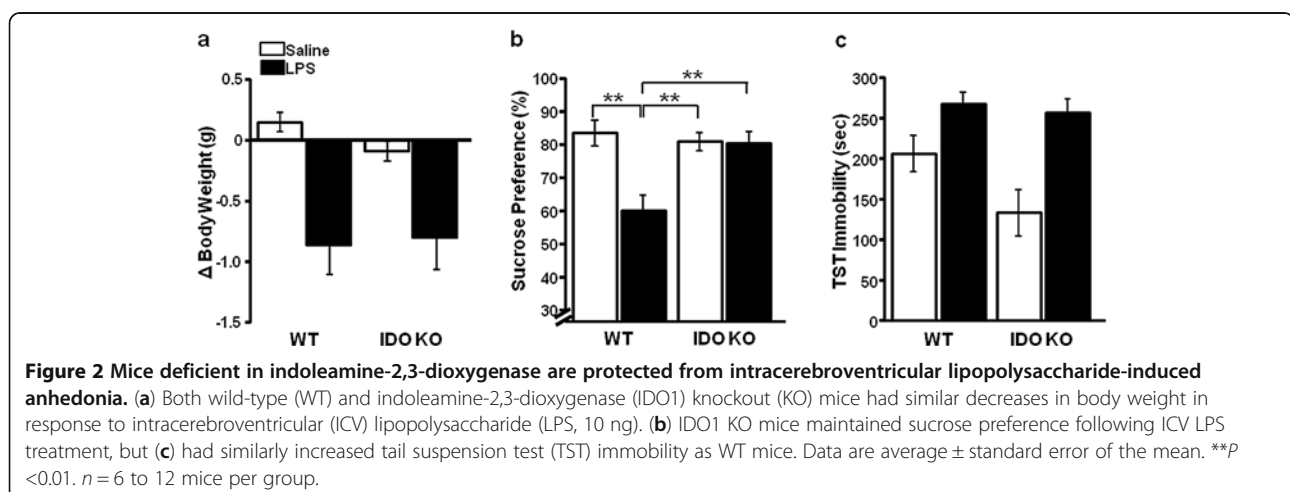 a
Saline
LPS
0.5
0
-0.5
-1.0
-1.5
Δ Body Weight (g)
WT
IDO KO
b
**
** **
100
90
80
70
60
50
40
30
Sucrose Preference (%)
WT
IDO KO
c
300
250
200
150
100
50
0
TST Immobility (sec)
WT
IDO KO
Figure 2 Mice deficient in indoleamine-2,3-dioxygenase are protected from intracerebroventricular lipopolysaccharide-induced
anhedonia. (a) Both wild-type (WT) and indoleamine-2,3-dioxygenase (IDO1) knockout (KO) mice had similar decreases in body weight in
response to intracerebroventricular (ICV) lipopolysaccharide (LPS, 10 ng). (b) IDO1 KO mice maintained sucrose preference following ICV LPS
treatment, but (c) had similarly increased tail suspension test (TST) immobility as WT mice. Data are average ± standard error of the mean. **P
<0.01. n = 6 to 12 mice per group.